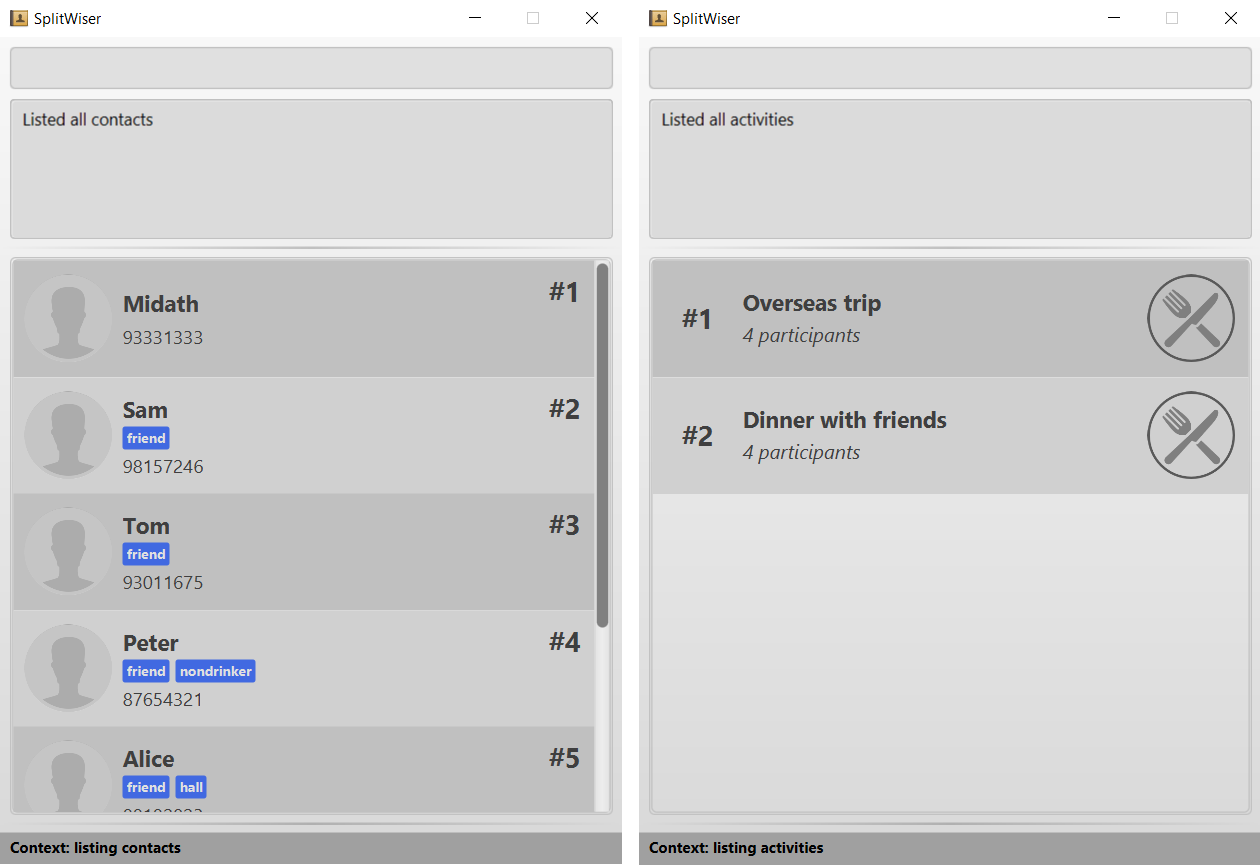 SplitWiser
Listed all contacts
Midath
#1
93331333
Sam
#2
friend
98157246
Tom
#3
friend
93011675
Peter
#4
friend nondrinker
87654321
Alice
#5
friend hall
Context: listing contacts
SplitWiser
Listed all activities
#1
Overseas trip
4 participants
#2
Dinner with friends
4 participants
Context: listing activities